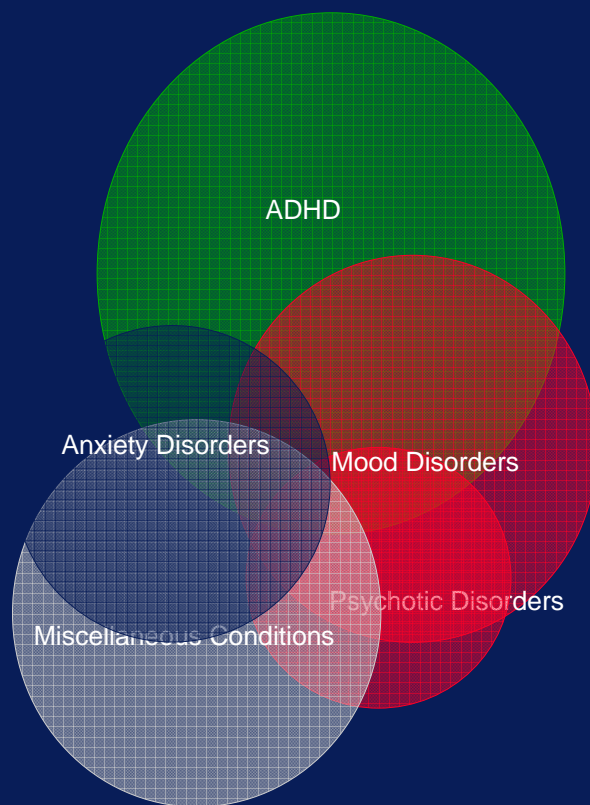 ADHD
Anxiety Disorders
Mood Disorders
Psychotic Disorders
Miscellaneous Conditions